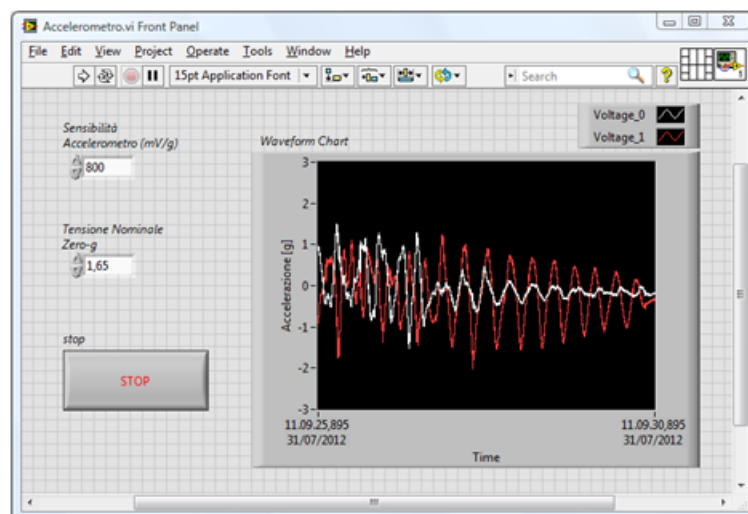 Accelerometro.vi Front Panel
File Edit View Project Operate Tools Window Help
15pt Application Font
Search
1
Sensibilità
Accelerometro (mV/g)
800
Tensione Nominale
Zero-g
1,65
stop
STOP
Voltage_0
Voltage_1
Waveform Chart
Accelerazione [g]
3
2
1
0
-1
-2
-3
11.09.25,895
31/07/2012
11.09.30,895
31/07/2012
Time